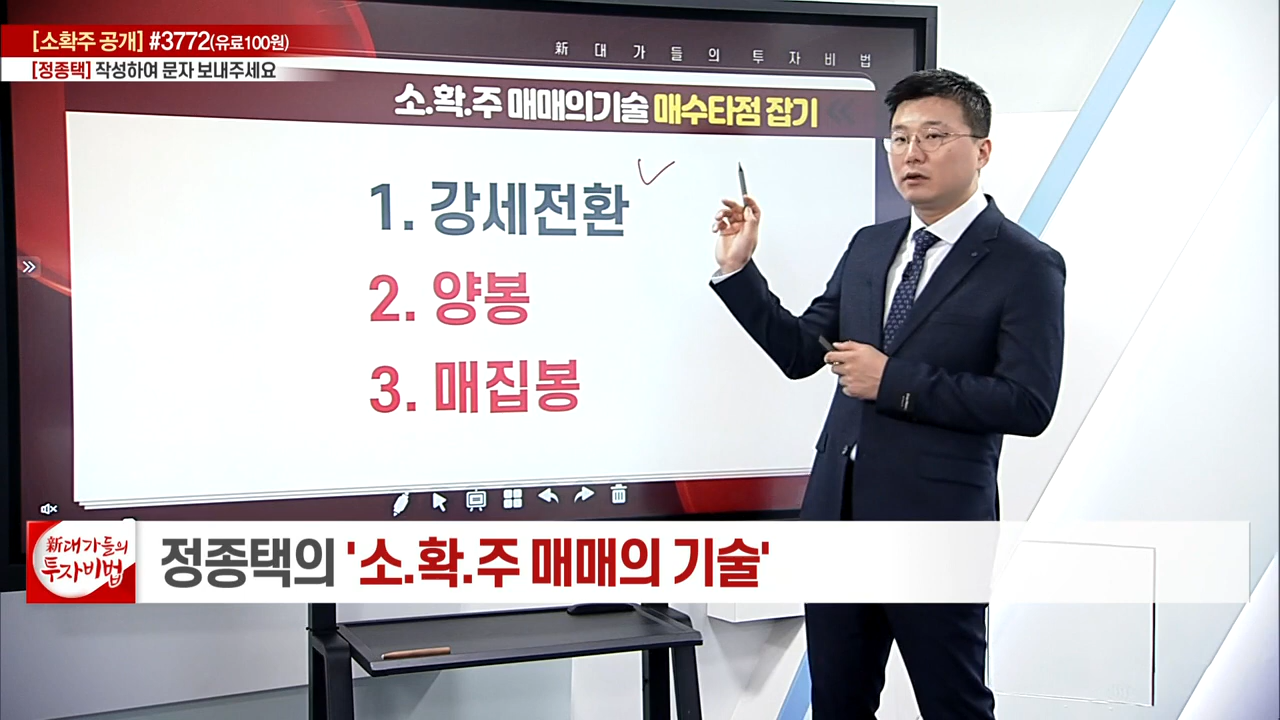 [소확주 공개] #3772(유료100원)
[정종택] 작성하여 문자 보내주세요
新 대 가 들 의 투 자 비 법
소.확.주 매매의기술 매수타점 잡기
1. 강세전환
2. 양봉
3. 매집봉
新대가들의
투자비법
정종택의 '소.확.주 매매의 기술'